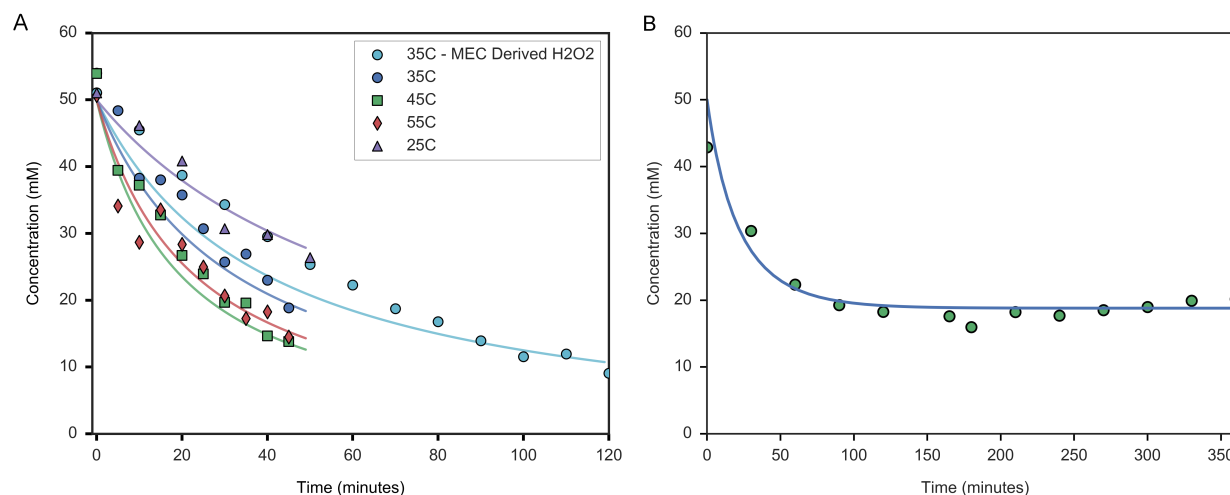 A
60
50
40
30
20
10
0
Concentration (mM)
35C - MEC Derived H2O2
35C
45C
55C
25C
0 20 40 60 80 100 120
Time (minutes)
B
60
50
40
30
20
10
0
Concentration (mM)
0 50 100 150 200 250 300 350
Time (minutes)